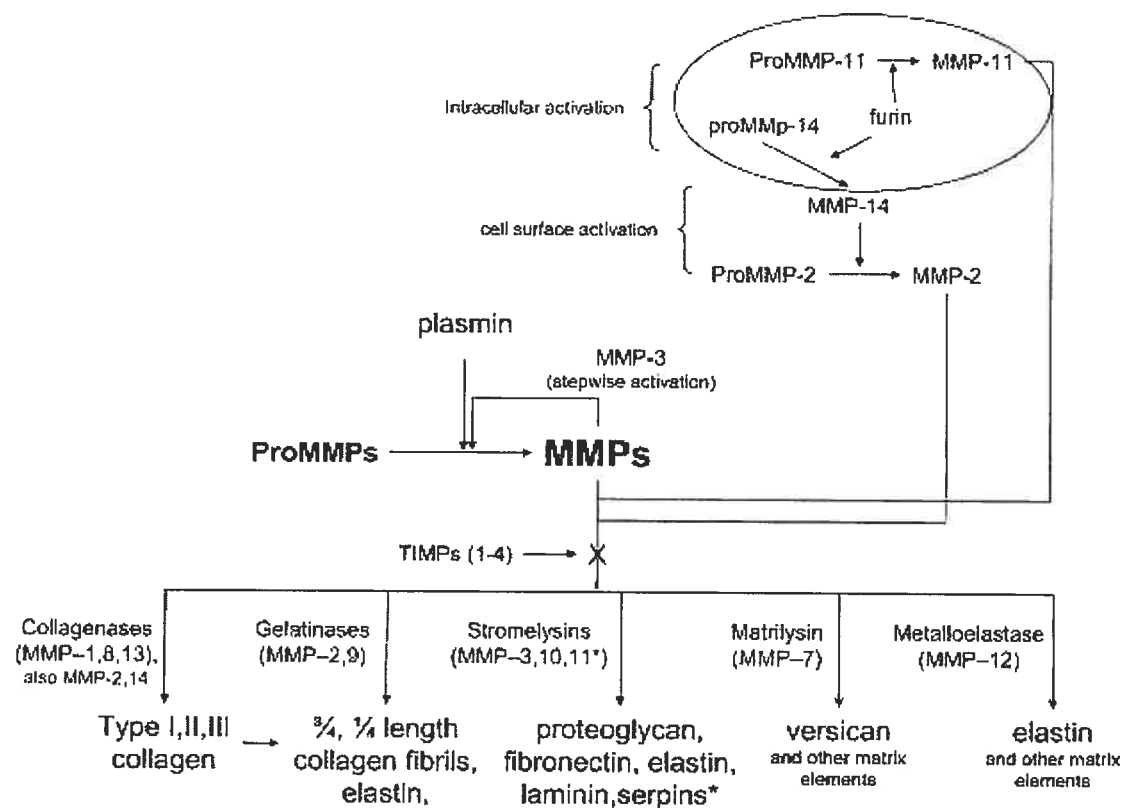 ProMMP-11
MMP-11
Intracellular activation
furin
proMMp-14
MMP-14
cell surface activation
ProMMP-2
MMP-2
plasmin
MMP-3
(stepwise activation)
ProMMPs
MMPs
TIMPs (1-4)
Collagenases
(MMP–1,8,13),
also MMP-2,14
Gelatinases
(MMP–2,9)
Stromelysins
(MMP–3,10,11*)
Matrilysin
(MMP–7)
Metalloelastase
(MMP–12)
Type I,II,III
collagen
¾, ¼ length
collagen fibrils,
elastin,
proteoglycan,
fibronectin, elastin,
laminin,serpins*
versican
and other matrix
elements
elastin
and other matrix
elements